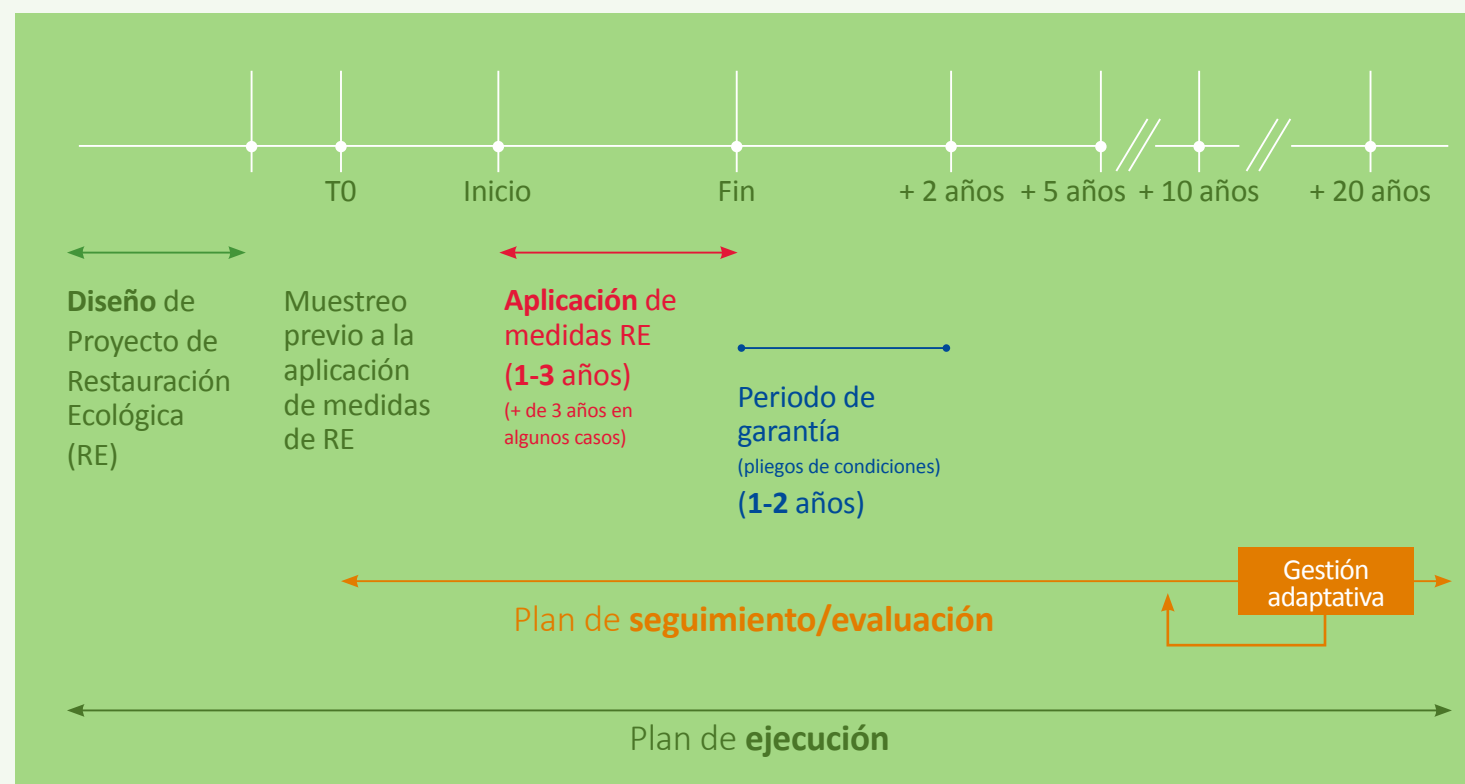 T0
Inicio
Fin
+ 2 años
+ 5 años
+ 10 años
+ 20 años
Diseño de
Proyecto de
Restauración
Ecológica
(RE)
Muestreo
previo a la
aplicación
de medidas
de RE
Aplicación de
medidas RE
(1-3 años)
(+ de 3 años en
algunos casos)
Periodo de
garantía
(pliegos de condiciones)
(1-2 años)
Gestión
adaptativa
Plan de seguimiento/evaluación
Plan de ejecución